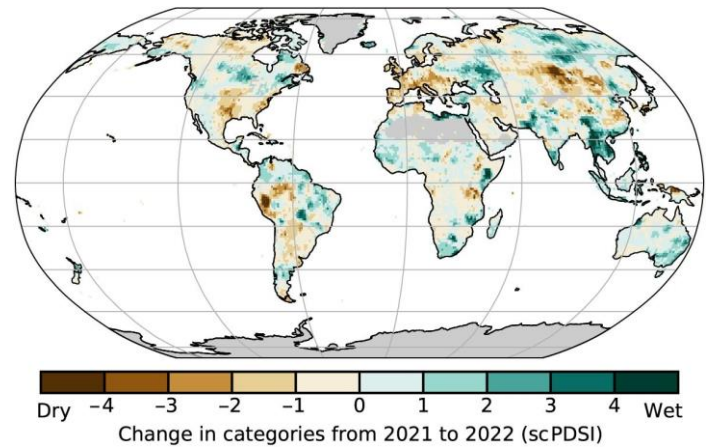 Dry −4 −3 −2 −1 0 1 2 3 4 Wet
Change in categories from 2021 to 2022 (scPDSI)